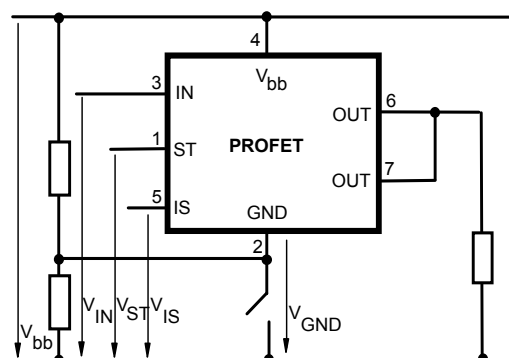 4
V bb
3
IN
6
OUT
1
ST
PROFET
7
OUT
5
IS
GND
2
V bb
V IN
V ST
V IS
V GND